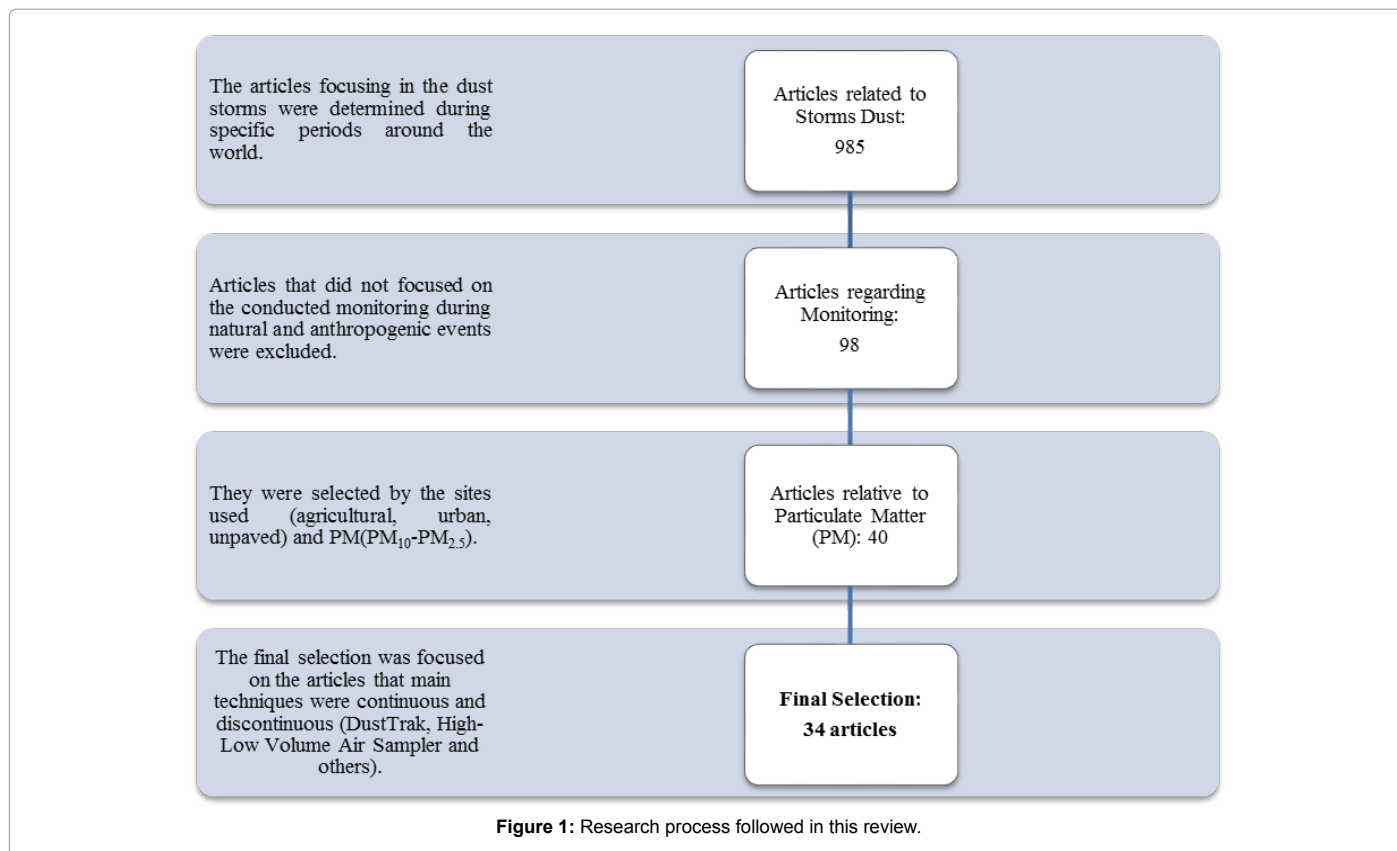 The articles focusing in the dust
storms were determined during
specific periods around the
world.
Articles related to
Storms Dust:
985
Articles that did not focused on
the conducted monitoring during
natural and anthropogenic events
were excluded.
Articles regarding
Monitoring:
98
They were selected by the sites
used (agricultural, urban,
unpaved) and PM(PM₁₀-PM₂.₅).
Articles relative to
Particulate Matter
(PM): 40
The final selection was focused
on the articles that main
techniques were continuous and
discontinuous (DustTrak, High-
Low Volume Air Sampler and
others).
Final Selection:
34 articles
Figure 1: Research process followed in this review.